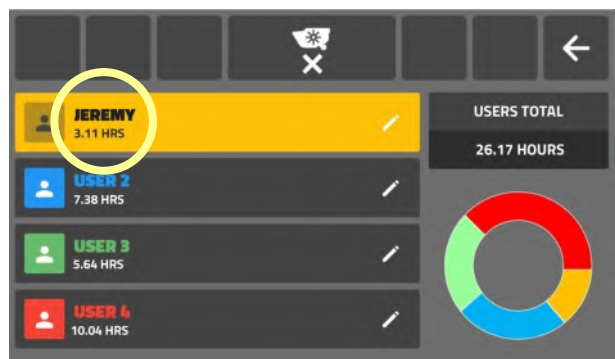 JEREMY
3.11 HRS
USER 2
7.38 HRS
USER 3
5.64 HRS
USER 4
10.04 HRS
USERS TOTAL
26.17 HOURS